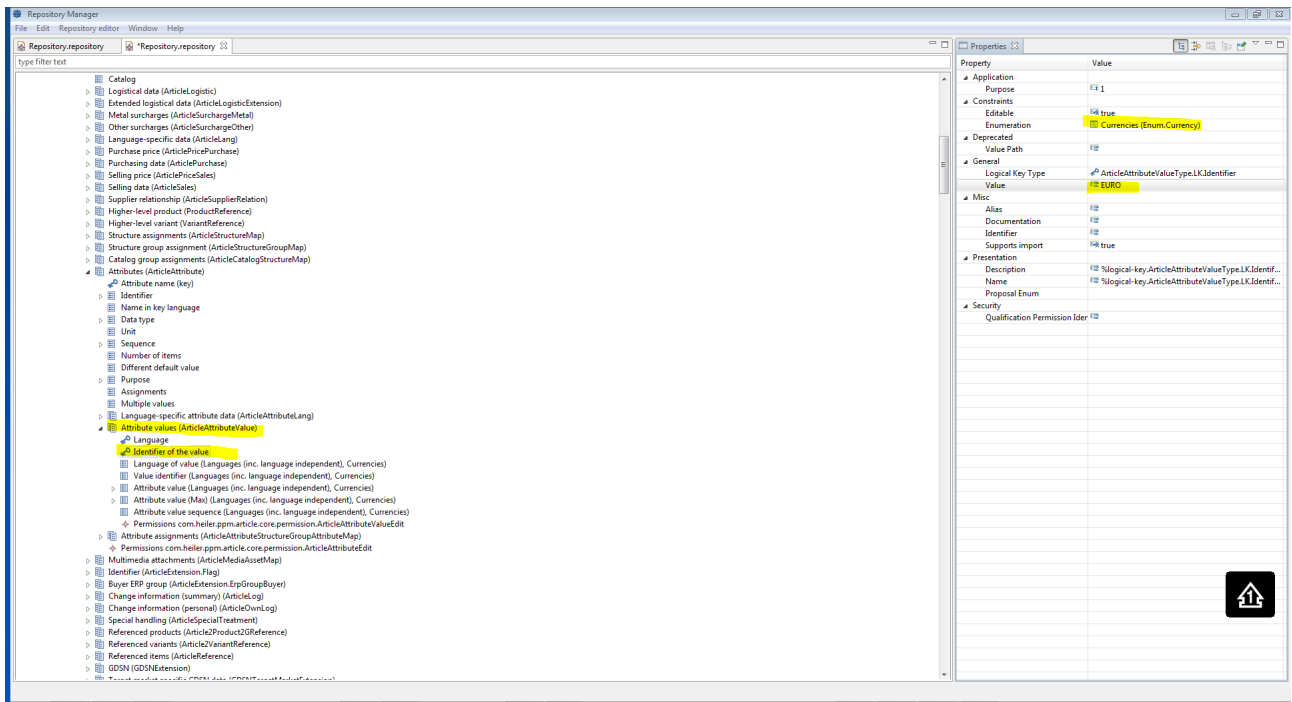 Repository Manager
File Edit Repository editor Window Help
Repository.repository *Repository.repository
type filter text
Catalog
Logistical data (ArticleLogistic)
Extended logistical data (ArticleLogisticExtension)
Metal surcharges (ArticleSurchargeMetal)
Other surcharges (ArticleSurchargeOther)
Language-specific data (ArticleLang)
Purchase price (ArticlePricePurchase)
Purchasing data (ArticlePurchase)
Selling price (ArticlePriceSales)
Selling data (ArticleSales)
Supplier relationship (ArticleSupplierRelation)
Higher-level product (ProductReference)
Higher-level variant (VariantReference)
Structure assignments (ArticleStructureMap)
Structure group assignment (ArticleStructureGroupMap)
Catalog group assignments (ArticleCatalogStructureMap)
Attributes (ArticleAttribute)
Attribute name (key)
Identifier
Name in key language
Data type
Unit
Sequence
Number of items
Different default value
Purpose
Assignments
Multiple values
Language-specific attribute data (ArticleAttributeLang)
Attribute values (ArticleAttributeValue)
Language
Identifier of the value
Language of value (Languages (inc. language independent), Currencies)
Value identifier (Languages (inc. language independent), Currencies)
Attribute value (Languages (inc. language independent), Currencies)
Attribute value (Max) (Languages (inc. language independent), Currencies)
Attribute value sequence (Languages (inc. language independent), Currencies)
Permissions com.heiler.ppm.article.core.permission.ArticleAttributeValueEdit
Attribute assignments (ArticleAttributeStructureGroupAttributeMap)
Permissions com.heiler.ppm.article.core.permission.ArticleAttributeEdit
Multimedia attachments (ArticleMediaAssetMap)
Identifier (ArticleExtension.Flag)
Buyer ERP group (ArticleExtension.ErpGroupBuyer)
Change information (summary) (ArticleLog)
Change information (personal) (ArticleOwnLog)
Special handling (ArticleSpecialTreatment)
Referenced products (Article2Product2GReference)
Referenced variants (Article2VariantReference)
Referenced items (ArticleReference)
GDSN (GDSNExtension)
Target market specific GDSN data (GDSNTargetMarketExtension)
Properties
Property Value
Application
Purpose 1
Constraints
Editable true
Enumeration Currencies (Enum.Currency)
Deprecated
Value Path
General
Logical Key Type ArticleAttributeValueType.LK.Identifier
Value EURO
Misc
Alias
Documentation
Identifier
Supports import true
Presentation
Description %logical-key.ArticleAttributeValueType.LK.Identif...
Name %logical-key.ArticleAttributeValueType.LK.Identif...
Proposal Enum
Security
Qualification Permission Iden
1